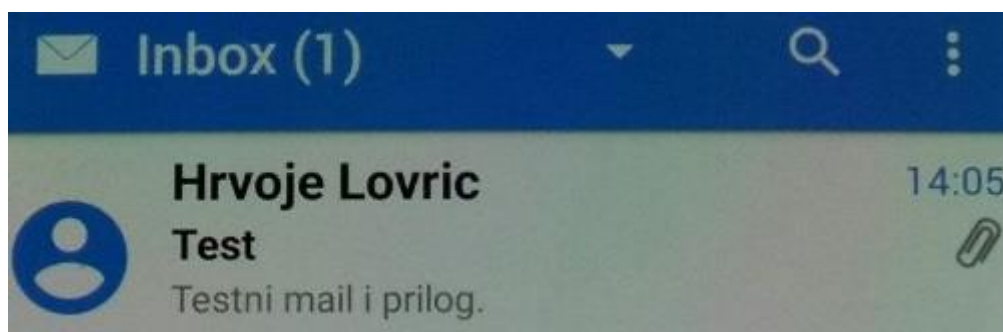 Inbox (1)
Hrvoje Lovric
14:05
Test
Testni mail i prilog.